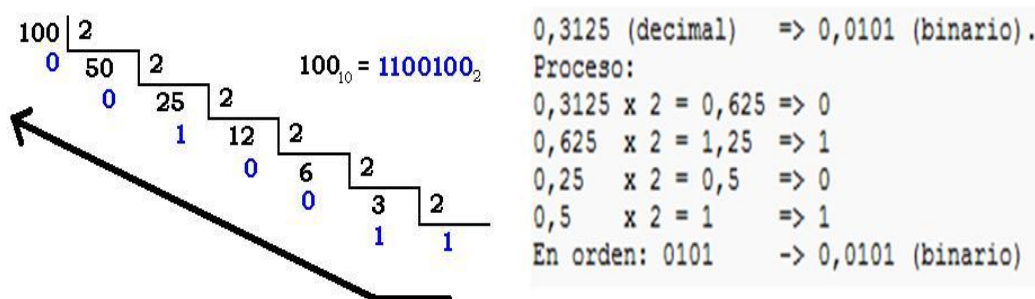 100 2
0 50 2
0 25 2
1 12 2
0 6 2
0 3 2
1 1
100₁₀ = 1100100₂
0,3125 (decimal) => 0,0101 (binario).
Proceso:
0,3125 x 2 = 0,625 => 0
0,625 x 2 = 1,25 => 1
0,25 x 2 = 0,5 => 0
0,5 x 2 = 1 => 1
En orden: 0101 -> 0,0101 (binario)